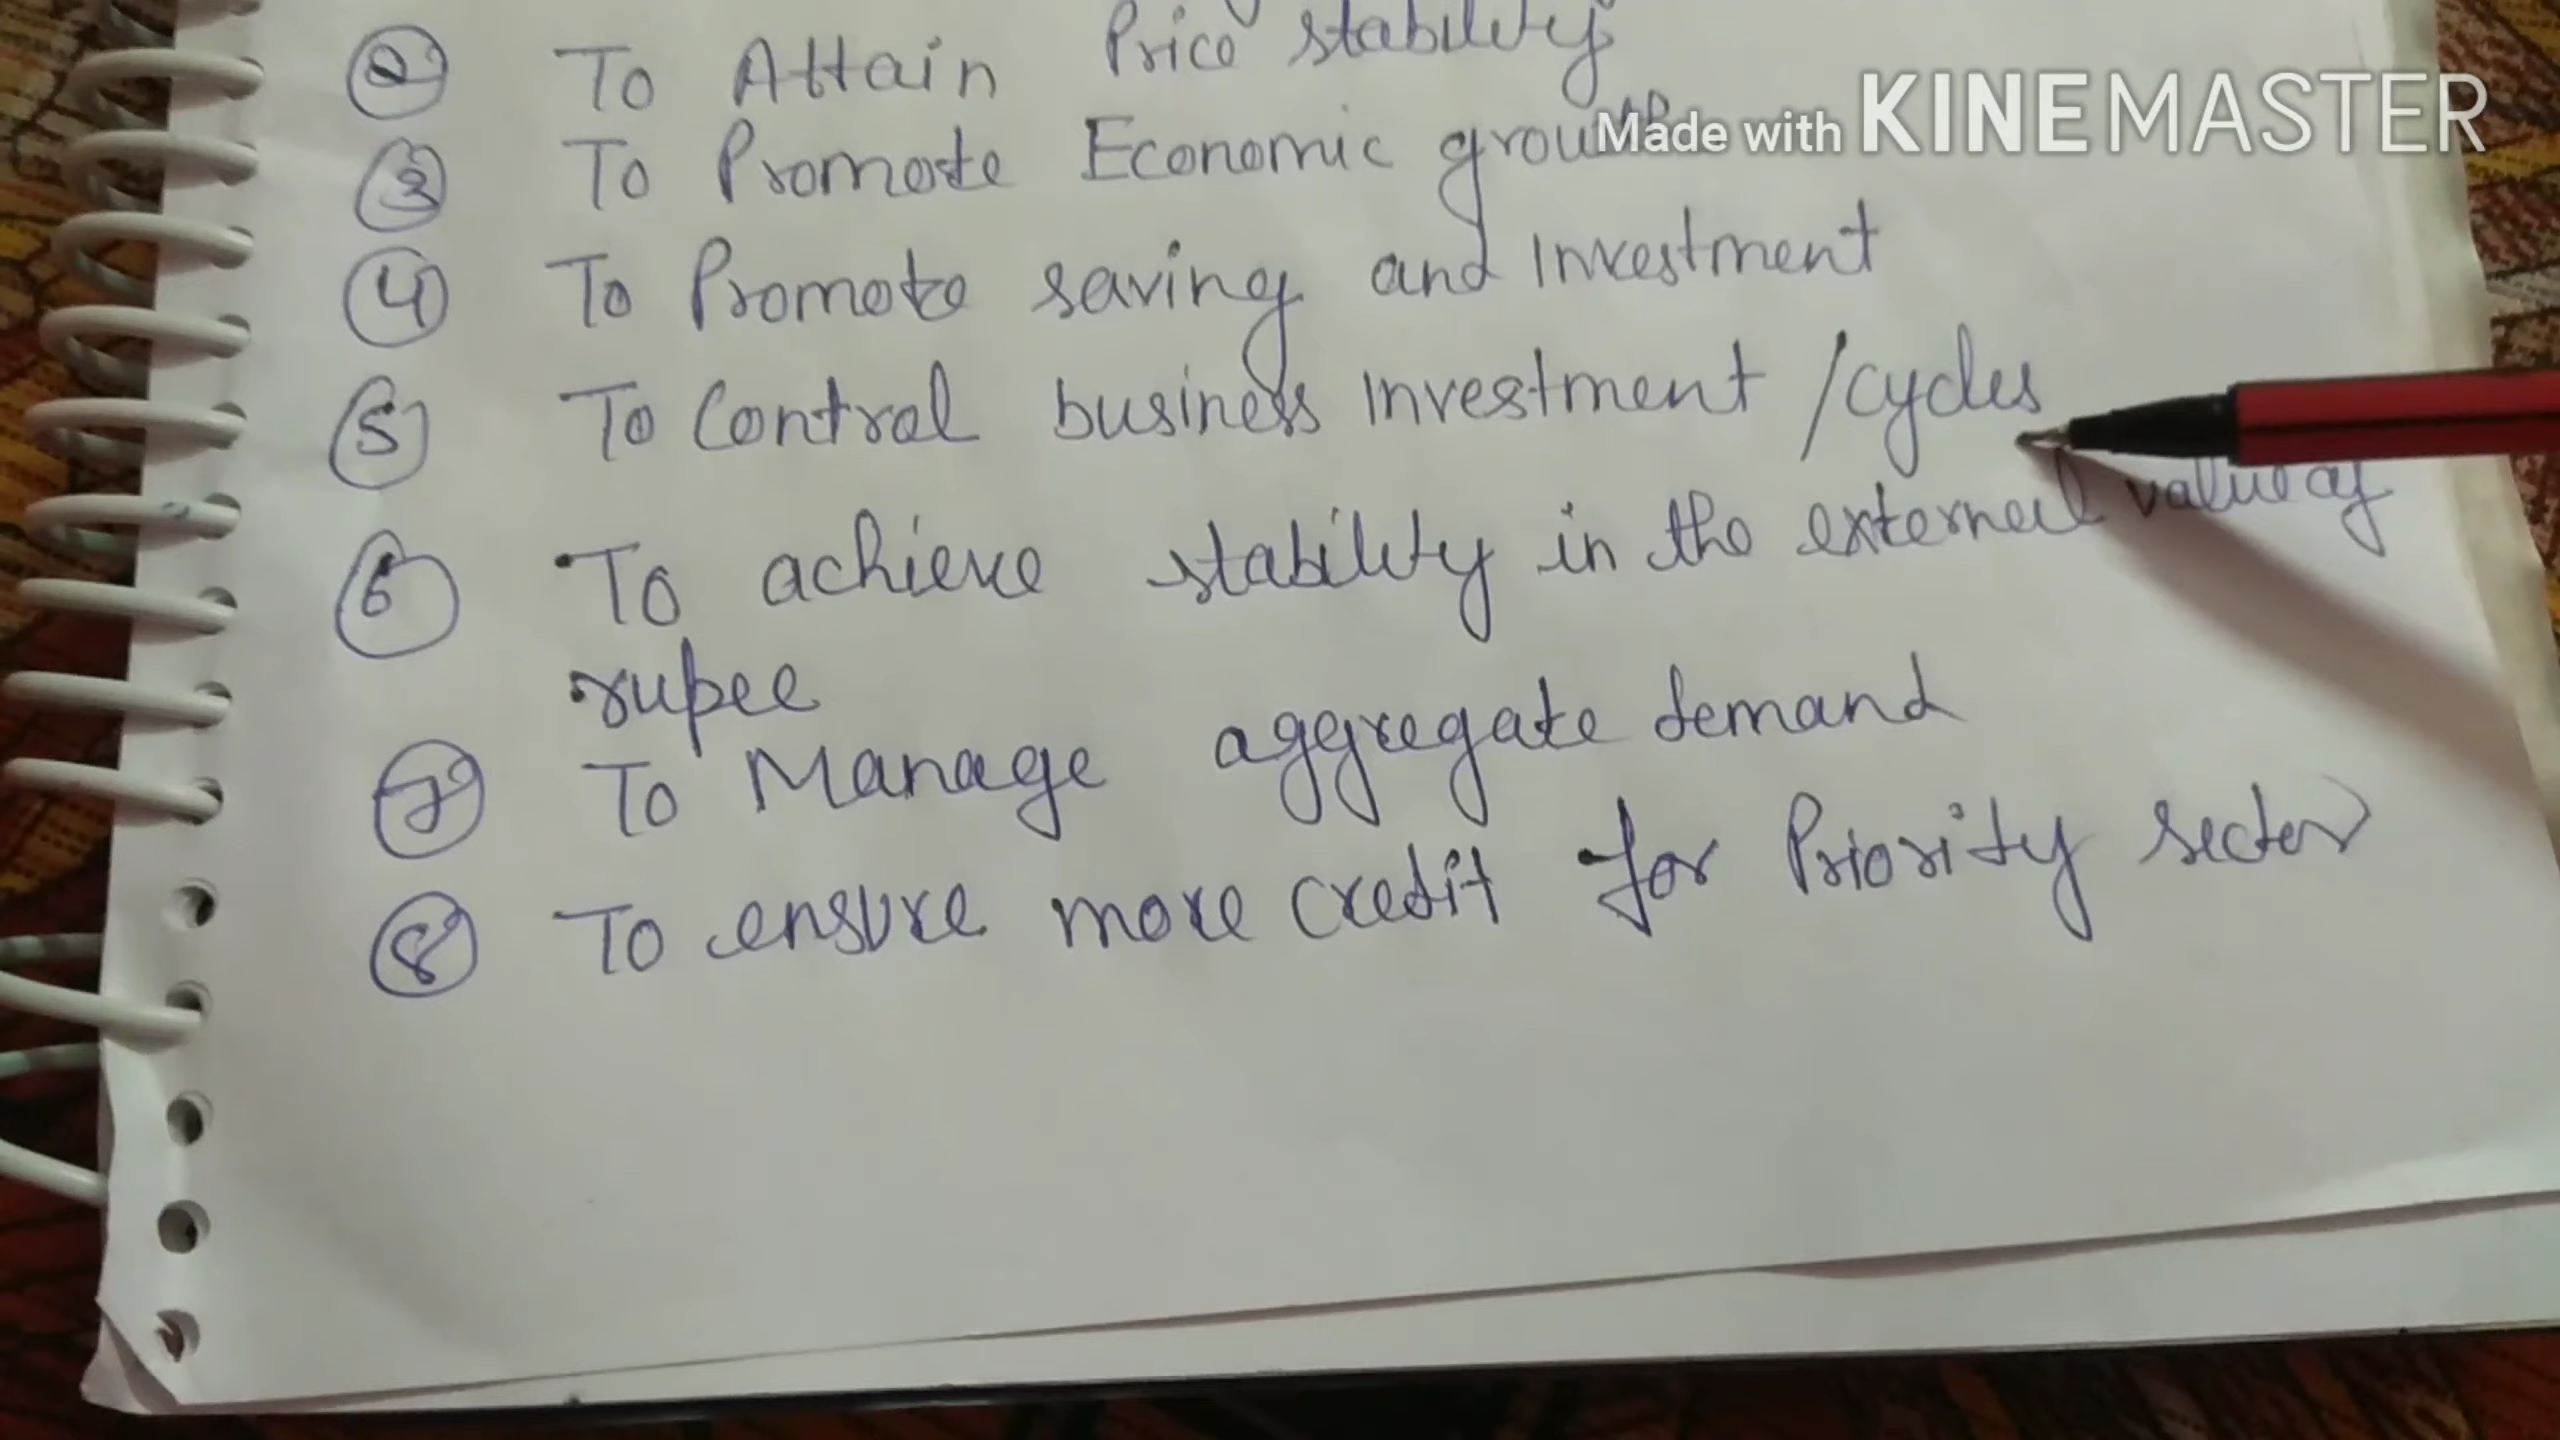 ② To Attain Price stability
Made with KINEMASTER
③ To Promote Economic growth
④ To Promote saving and Investment
⑤ To Control business Investment / cycles
⑥ To achieve stability in the external value of
rupee
⑦ To Manage aggregate demand
⑧ To ensure more credit for Priority sector